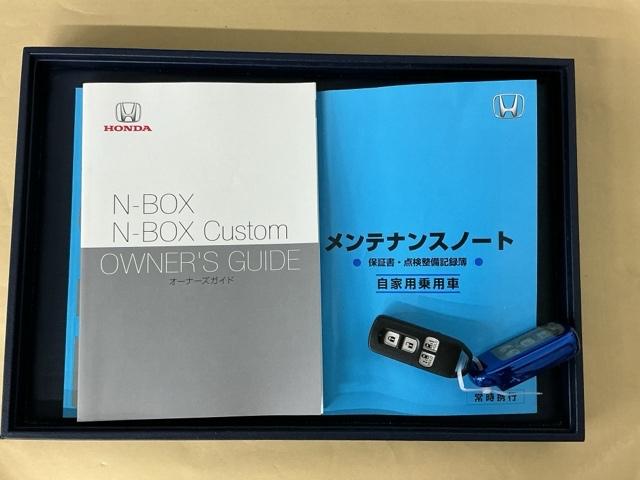 HONDA
N-BOX
N-BOX Custom
OWNER'S GUIDE
オーナーズガイド
メンテナンスノート
● 保証書・点検整備記録簿 ●
自家用乗用車
常時携行